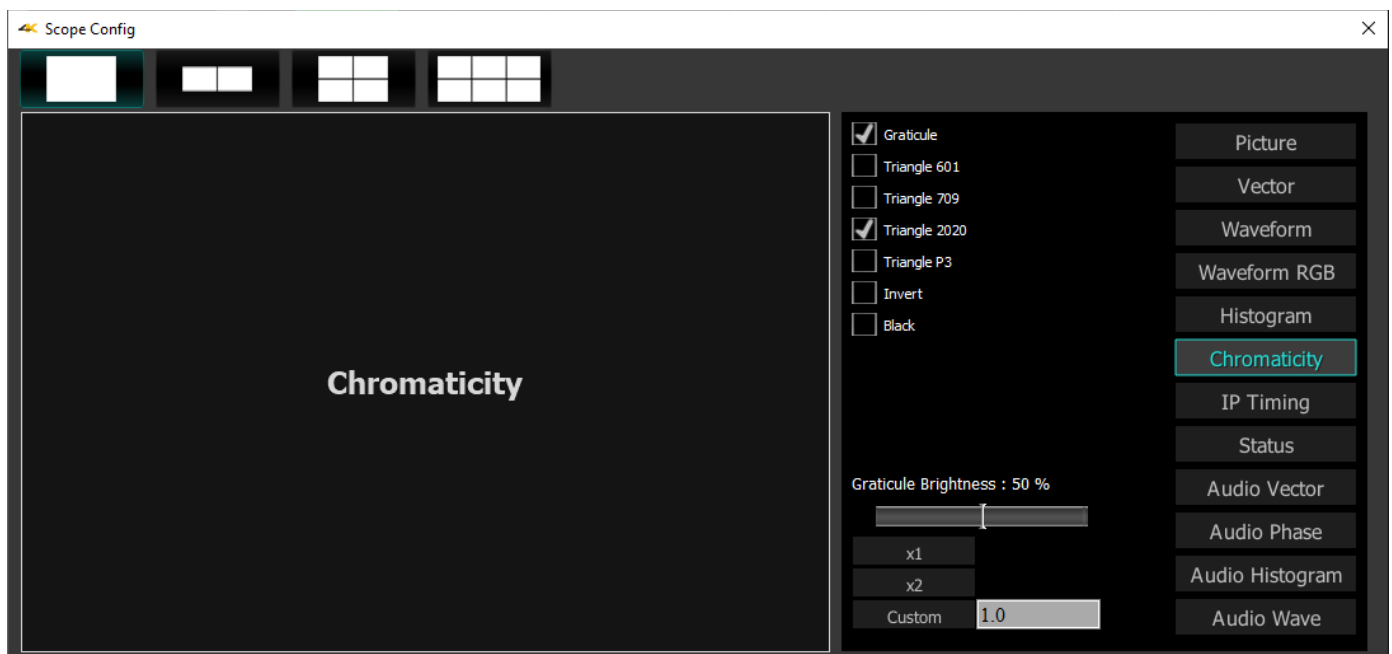 4K Scope Config
Chromaticity
Graticule
Triangle 601
Triangle 709
Triangle 2020
Triangle P3
Invert
Black
Graticule Brightness : 50 %
x1
x2
Custom 1.0
Picture
Vector
Waveform
Waveform RGB
Histogram
Chromaticity
IP Timing
Status
Audio Vector
Audio Phase
Audio Histogram
Audio Wave